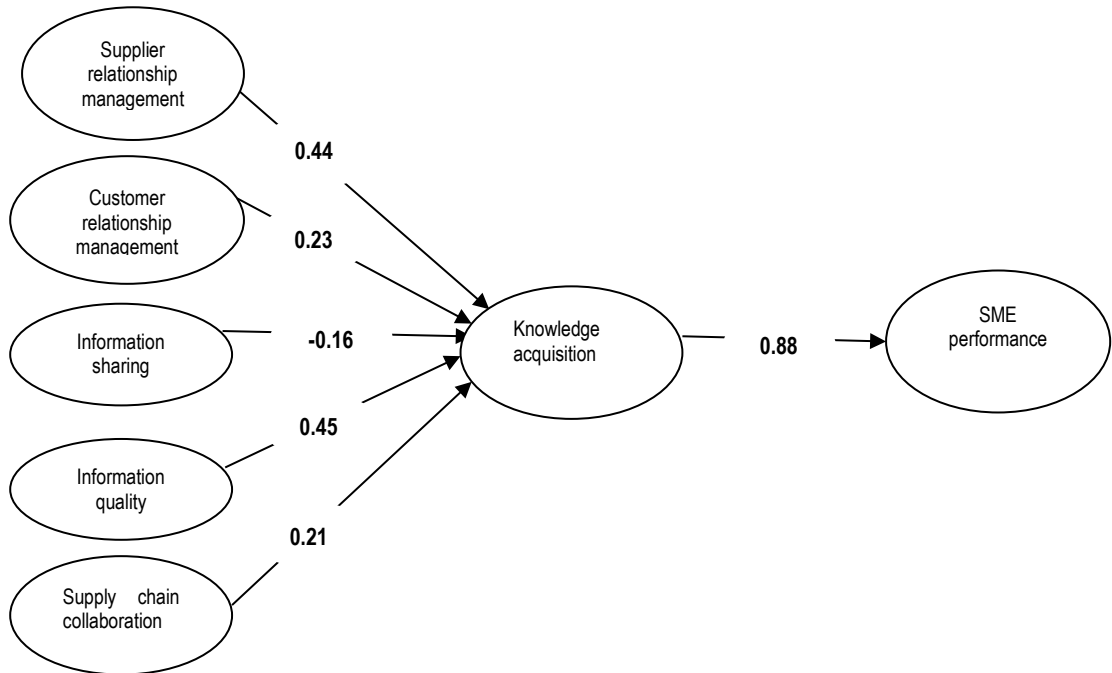 Supplier
relationship
management
0.44
Customer
relationship
management
0.23
Information
sharing
-0.16
Knowledge
acquisition
0.88
SME
performance
0.45
Information
quality
0.21
Supply chain
collaboration